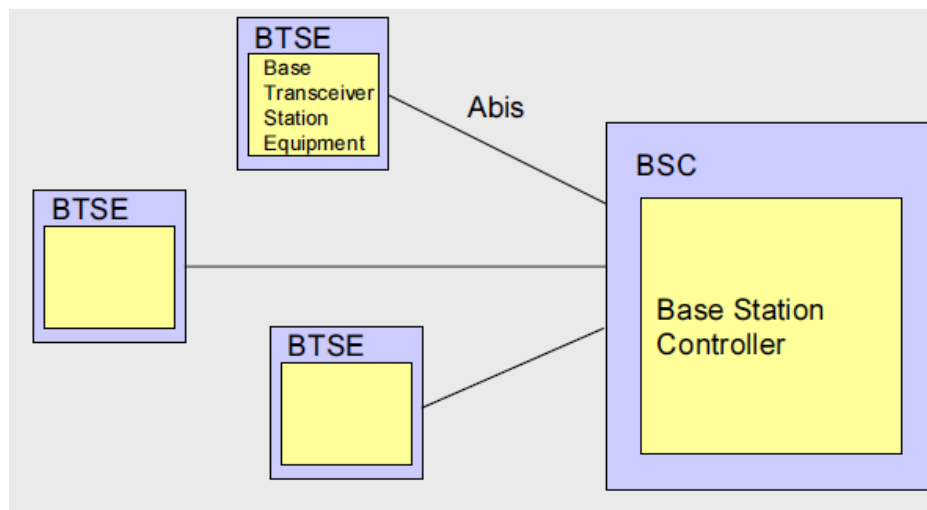 BTSE
Base
Transceiver
Station
Equipment
Abis
BSC
BTSE
Base Station
Controller
BTSE